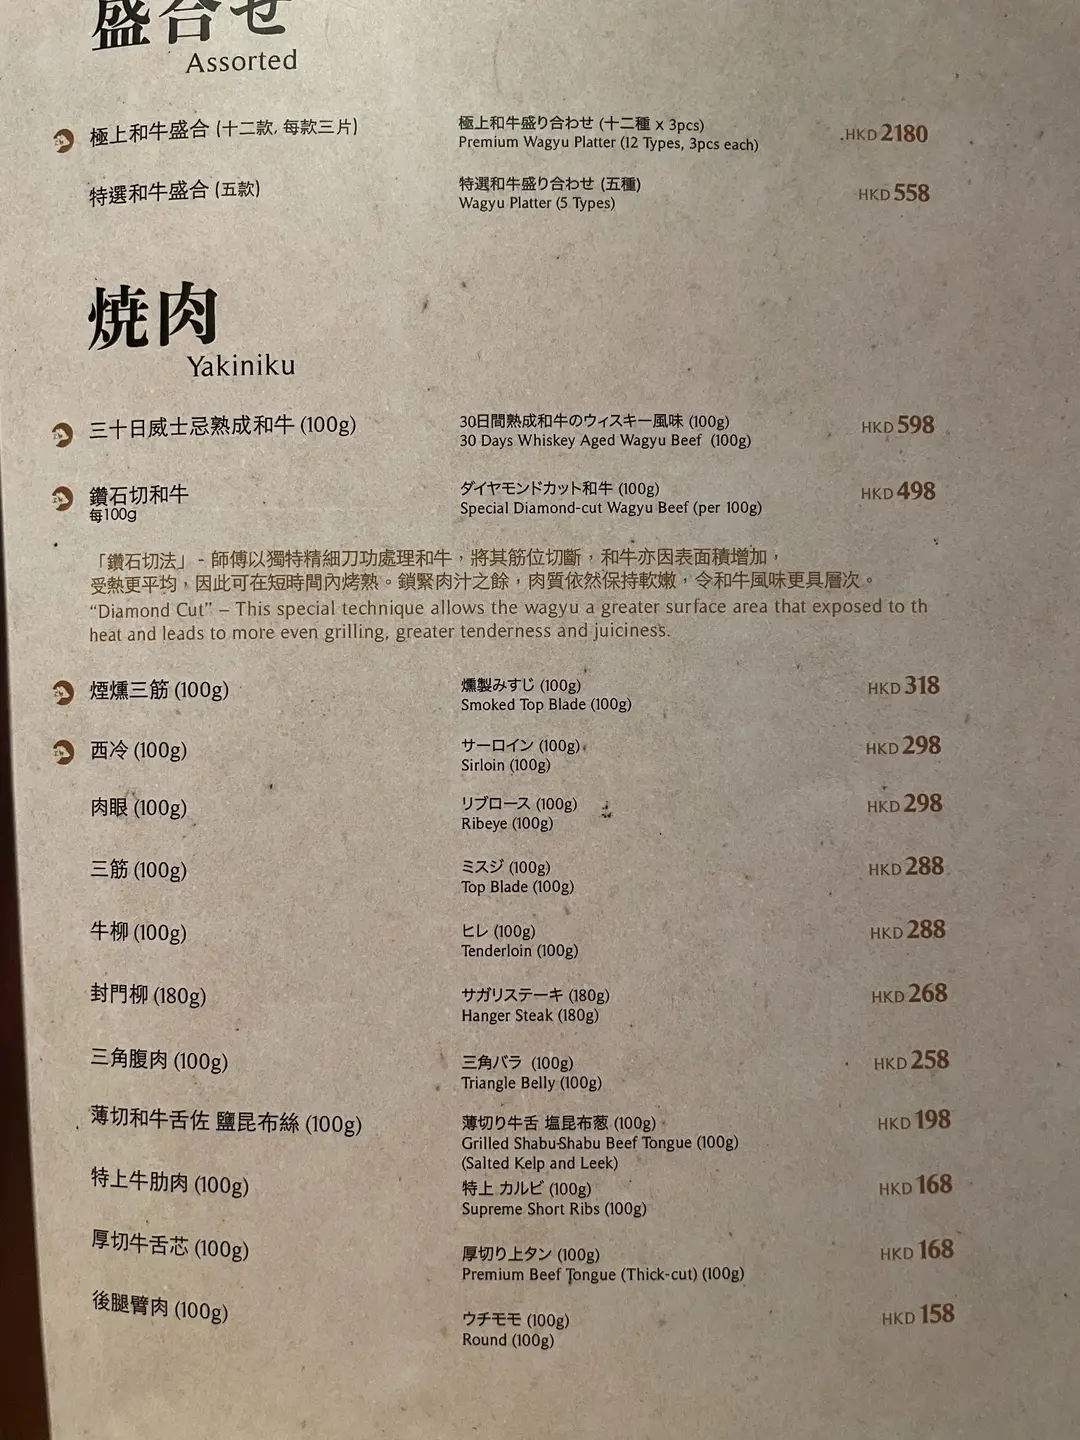 盛合せ
Assorted
極上和牛盛合 (十二款, 每款三片)
極上和牛盛り合わせ (十二種 x 3pcs)
Premium Wagyu Platter (12 Types, 3pcs each)
HKD 2180
特選和牛盛合 (五款)
特選和牛盛り合わせ (五種)
Wagyu Platter (5 Types)
HKD 558
焼肉
Yakiniku
三十日威士忌熟成和牛 (100g)
30日間熟成和牛のウィスキー風味 (100g)
30 Days Whiskey Aged Wagyu Beef (100g)
HKD 598
鑽石切和牛
每100g
ダイヤモンドカット和牛 (100g)
Special Diamond-cut Wagyu Beef (per 100g)
HKD 498
「鑽石切法」 - 師傅以獨特精細刀功處理和牛，將其筋位切斷，和牛亦因表面積增加，
受熱更平均，因此可在短時間內烤熟。鎖緊肉汁之餘，肉質依然保持軟嫩，令和牛風味更具層次。
“Diamond Cut” – This special technique allows the wagyu a greater surface area that exposed to th
heat and leads to more even grilling, greater tenderness and juiciness.
煙燻三筋 (100g)
燻製みすじ (100g)
Smoked Top Blade (100g)
HKD 318
西冷 (100g)
サーロイン (100g)
Sirloin (100g)
HKD 298
肉眼 (100g)
リブロース (100g)
Ribeye (100g)
HKD 298
三筋 (100g)
ミスジ (100g)
Top Blade (100g)
HKD 288
牛柳 (100g)
ヒレ (100g)
Tenderloin (100g)
HKD 288
封門柳 (180g)
サガリステーキ (180g)
Hanger Steak (180g)
HKD 268
三角腹肉 (100g)
三角バラ (100g)
Triangle Belly (100g)
HKD 258
薄切和牛舌佐 鹽昆布絲 (100g)
薄切り牛舌 塩昆布葱 (100g)
Grilled Shabu-Shabu Beef Tongue (100g)
(Salted Kelp and Leek)
HKD 198
特上牛肋肉 (100g)
特上 カルビ (100g)
Supreme Short Ribs (100g)
HKD 168
厚切牛舌芯 (100g)
厚切り上タン (100g)
Premium Beef Tongue (Thick-cut) (100g)
HKD 168
後腿臂肉 (100g)
ウチモモ (100g)
Round (100g)
HKD 158